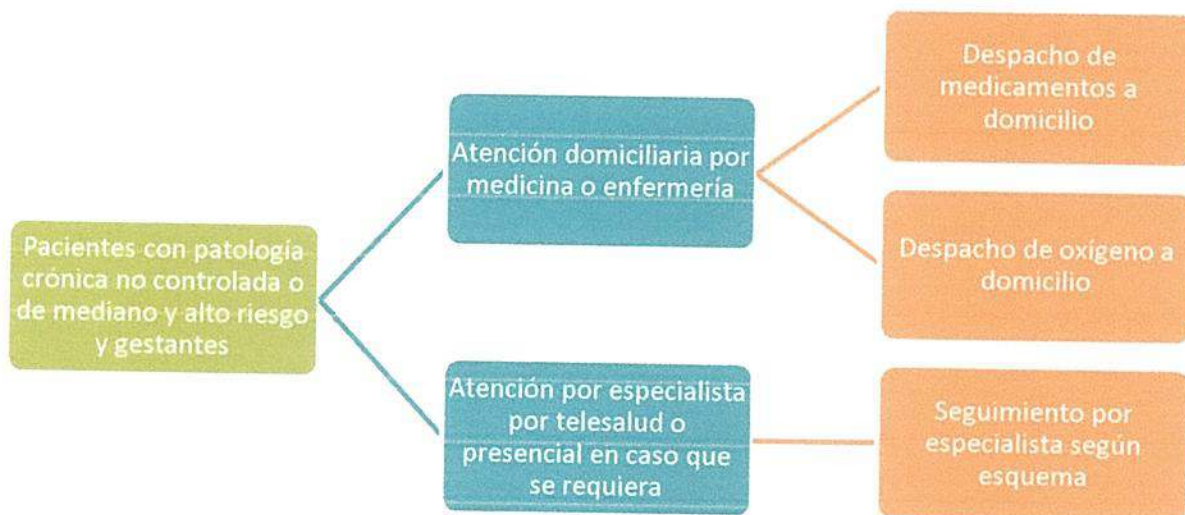 Pacientes con patología
crónica no controlada o
de mediano y alto riesgo
y gestantes
Atención domiciliaria por
medicina o enfermería
Despacho de
medicamentos a
domicilio
Despacho de oxígeno a
domicilio
Atención por especialista
por telesalud o
presencial en caso que
se requiera
Seguimiento por
especialista según
esquema